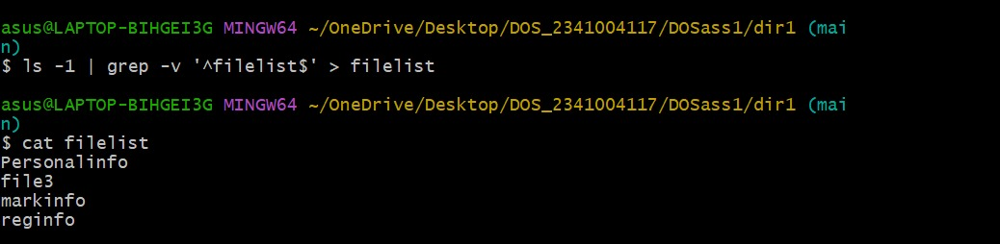 asus@LAPTOP-BIHGEI3G MINGW64 ~/OneDrive/Desktop/DOS_2341004117/DOSass1/dir1 (mai
n)
$ ls -1 | grep -v '^filelist$' > filelist
asus@LAPTOP-BIHGEI3G MINGW64 ~/OneDrive/Desktop/DOS_2341004117/DOSass1/dir1 (mai
n)
$ cat filelist
Personalinfo
file3
markinfo
reginfo